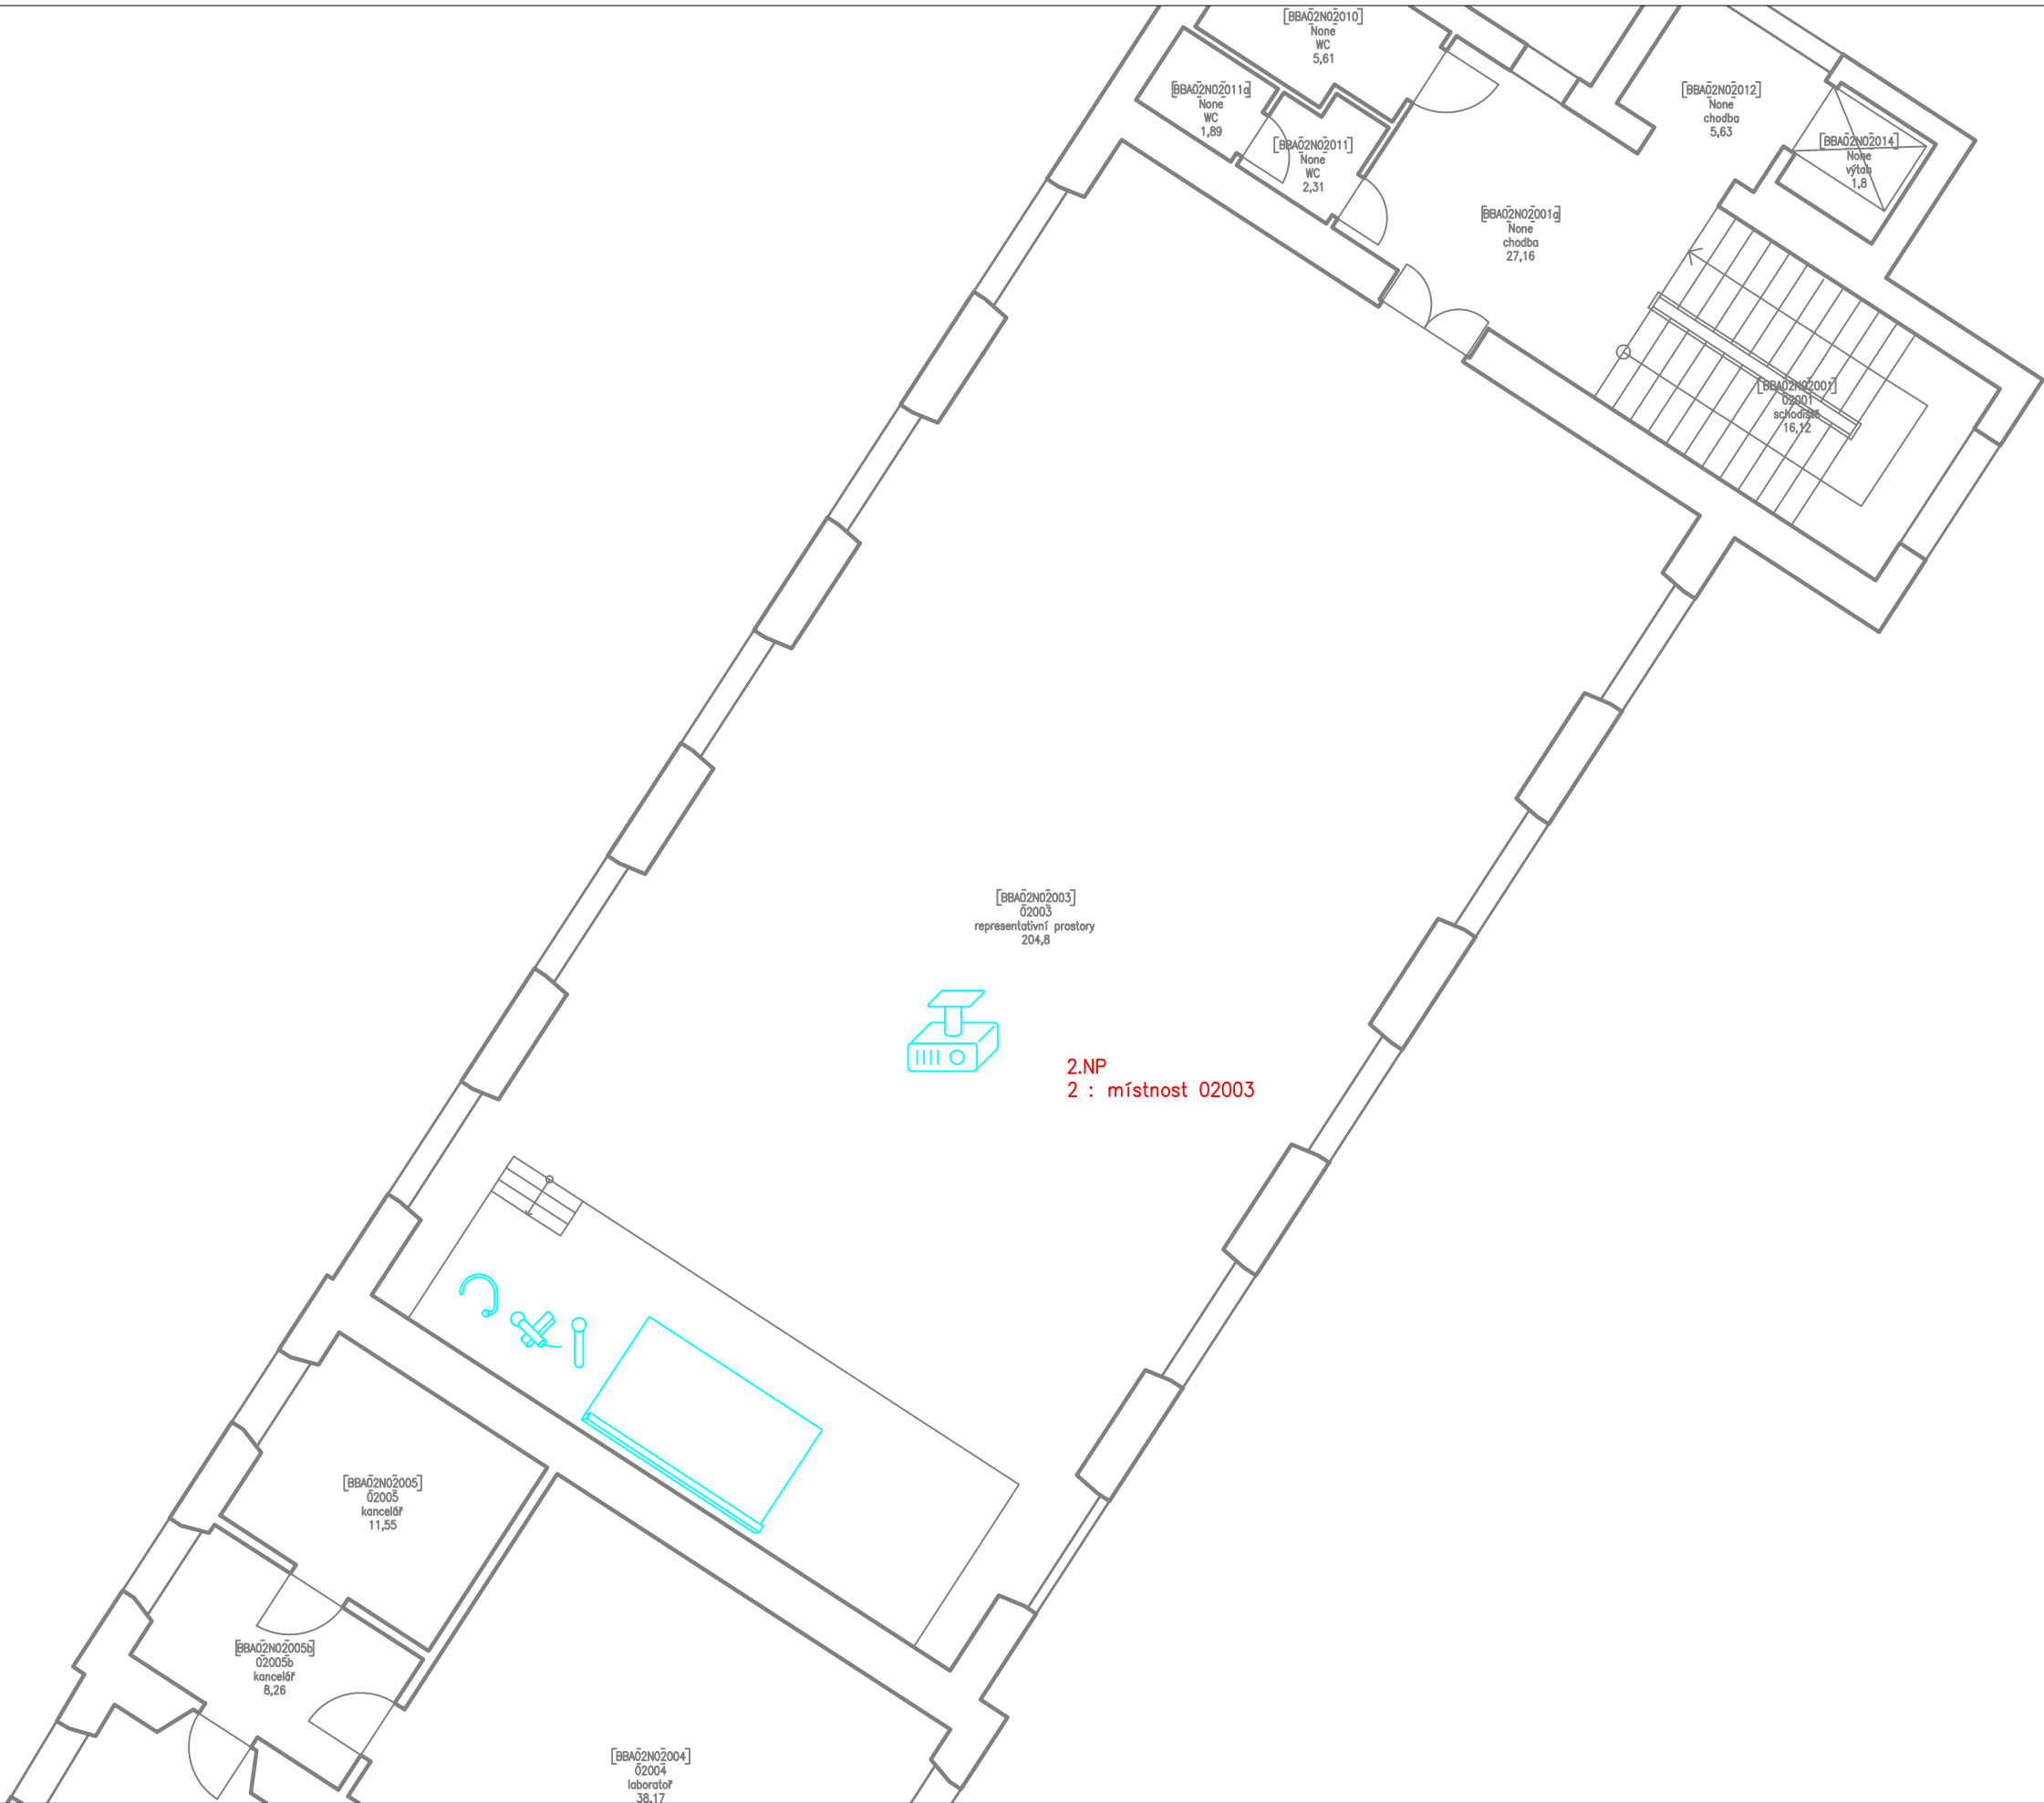 [BBA02N02010]
None
WC
5,61
[BBA02N02011a]
None
WC
1,89
[BBA02N02011]
None
WC
2,31
[BBA02N02012]
None
chodba
5,63
[BBA02N02014]
None
výtah
1,8
[BBA02N02001a]
None
chodba
27,16
[BBA02N02001]
02001
schodiště
16,12
[BBA02N02003]
02003
representativní prostory
204,8
2.NP
2 : místnost 02003
[BBA02N02005]
02005
kancelář
11,55
[BBA02N02005b]
02005b
kancelář
8,26
[BBA02N02004]
02004
laboratoř
38,17